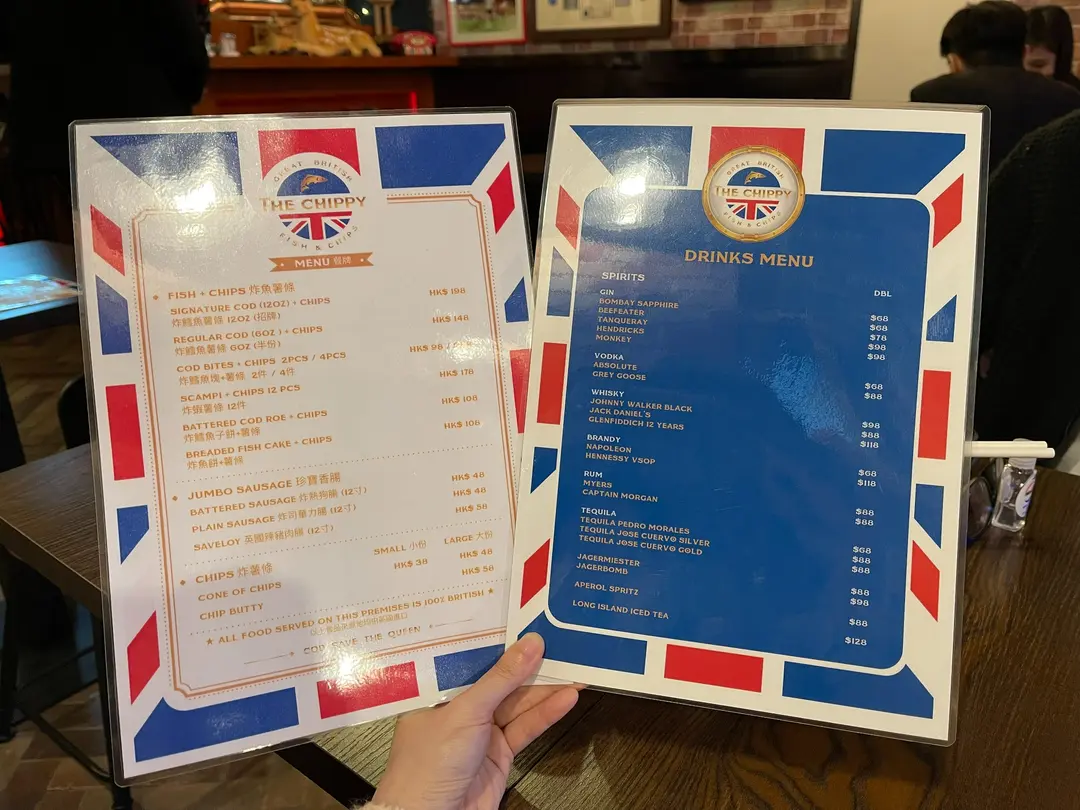 GREAT BRITISH
THE CHIPPY
FISH & CHIPS
MENU 餐牌
FISH + CHIPS 炸魚薯條
SIGNATURE COD (12OZ) + CHIPS HK$ 198
炸鱈魚薯條 12OZ (招牌)
REGULAR COD (6OZ) + CHIPS HK$ 148
炸鱈魚薯條 6OZ (半份)
COD BITES + CHIPS 2PCS / 4PCS HK$ 98 /
炸鱈魚塊+薯條 2件 / 4件
SCAMPI + CHIPS 12 PCS HK$ 178
炸蝦薯條 12件
BATTERED COD ROE + CHIPS HK$ 108
炸鱈魚子餅+薯條
BREADED FISH CAKE + CHIPS HK$ 108
炸魚餅+薯條
JUMBO SAUSAGE 珍寶香腸
BATTERED SAUSAGE 炸熱狗腸 (12寸) HK$ 48
PLAIN SAUSAGE 炸司華力腸 (12寸) HK$ 48
SAVELOY 英國辣豬肉腸 (12寸) HK$ 58
CHIPS 炸薯條 SMALL 小份 LARGE 大份
CONE OF CHIPS HK$ 38 HK$ 48
CHIP BUTTY HK$ 58
★ ALL FOOD SERVED ON THIS PREMISES IS 100% BRITISH ★
COD SAVE THE QUEEN
GREAT BRITISH
THE CHIPPY
FISH & CHIPS
DRINKS MENU
SPIRITS DBL
GIN
BOMBAY SAPPHIRE $68
BEEFEATER $68
TANQUERAY $78
HENDRICKS $98
MONKEY $98
VODKA
ABSOLUTE $68
GREY GOOSE $88
WHISKY
JOHNNY WALKER BLACK $98
JACK DANIEL'S $88
GLENFIDDICH 12 YEARS $118
BRANDY
NAPOLEON $68
HENNESSY VSOP $118
RUM
MYERS $88
CAPTAIN MORGAN $88
TEQUILA
TEQUILA PEDRO MORALES $68
TEQUILA JOSE CUERVO SILVER $88
TEQUILA JOSE CUERVO GOLD $88
JAGERMIESTER $88
JAGERBOMB $98
APEROL SPRITZ $88
LONG ISLAND ICED TEA $128